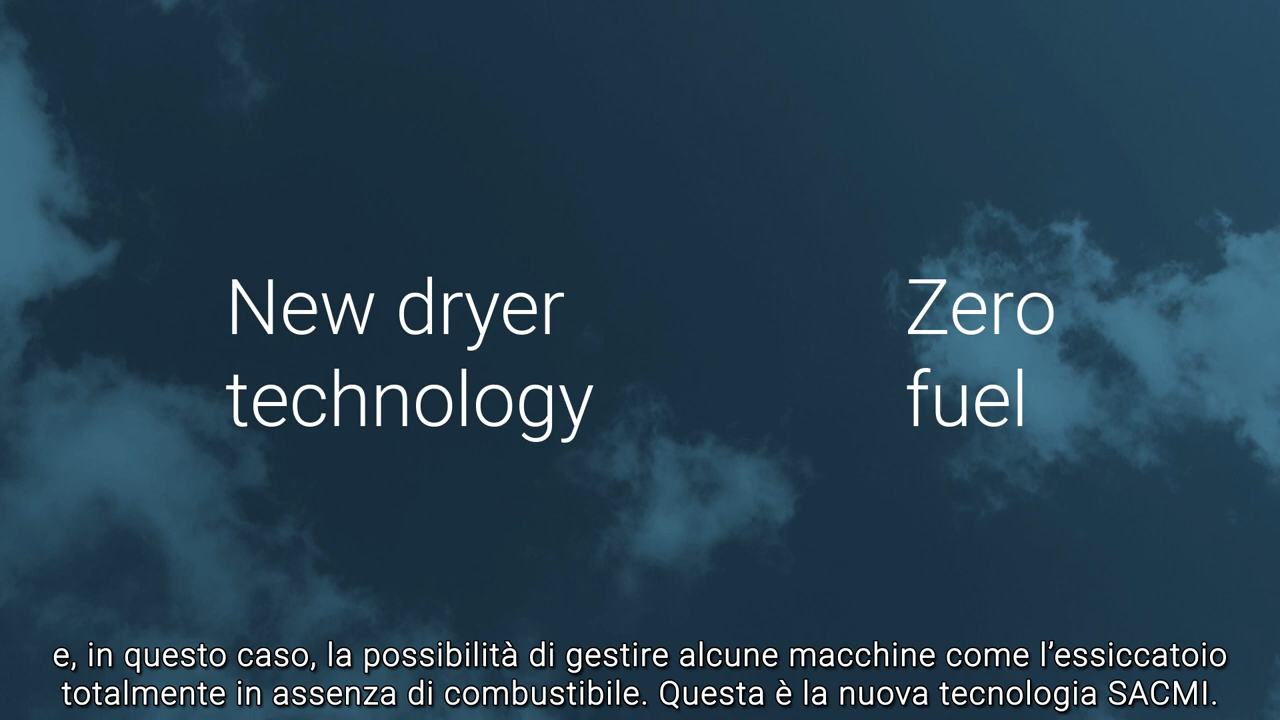 New dryer
technology
Zero
fuel
e, in questo caso, la possibilità di gestire alcune macchine come l’essiccatoio
totalmente in assenza di combustibile. Questa è la nuova tecnologia SACMI.